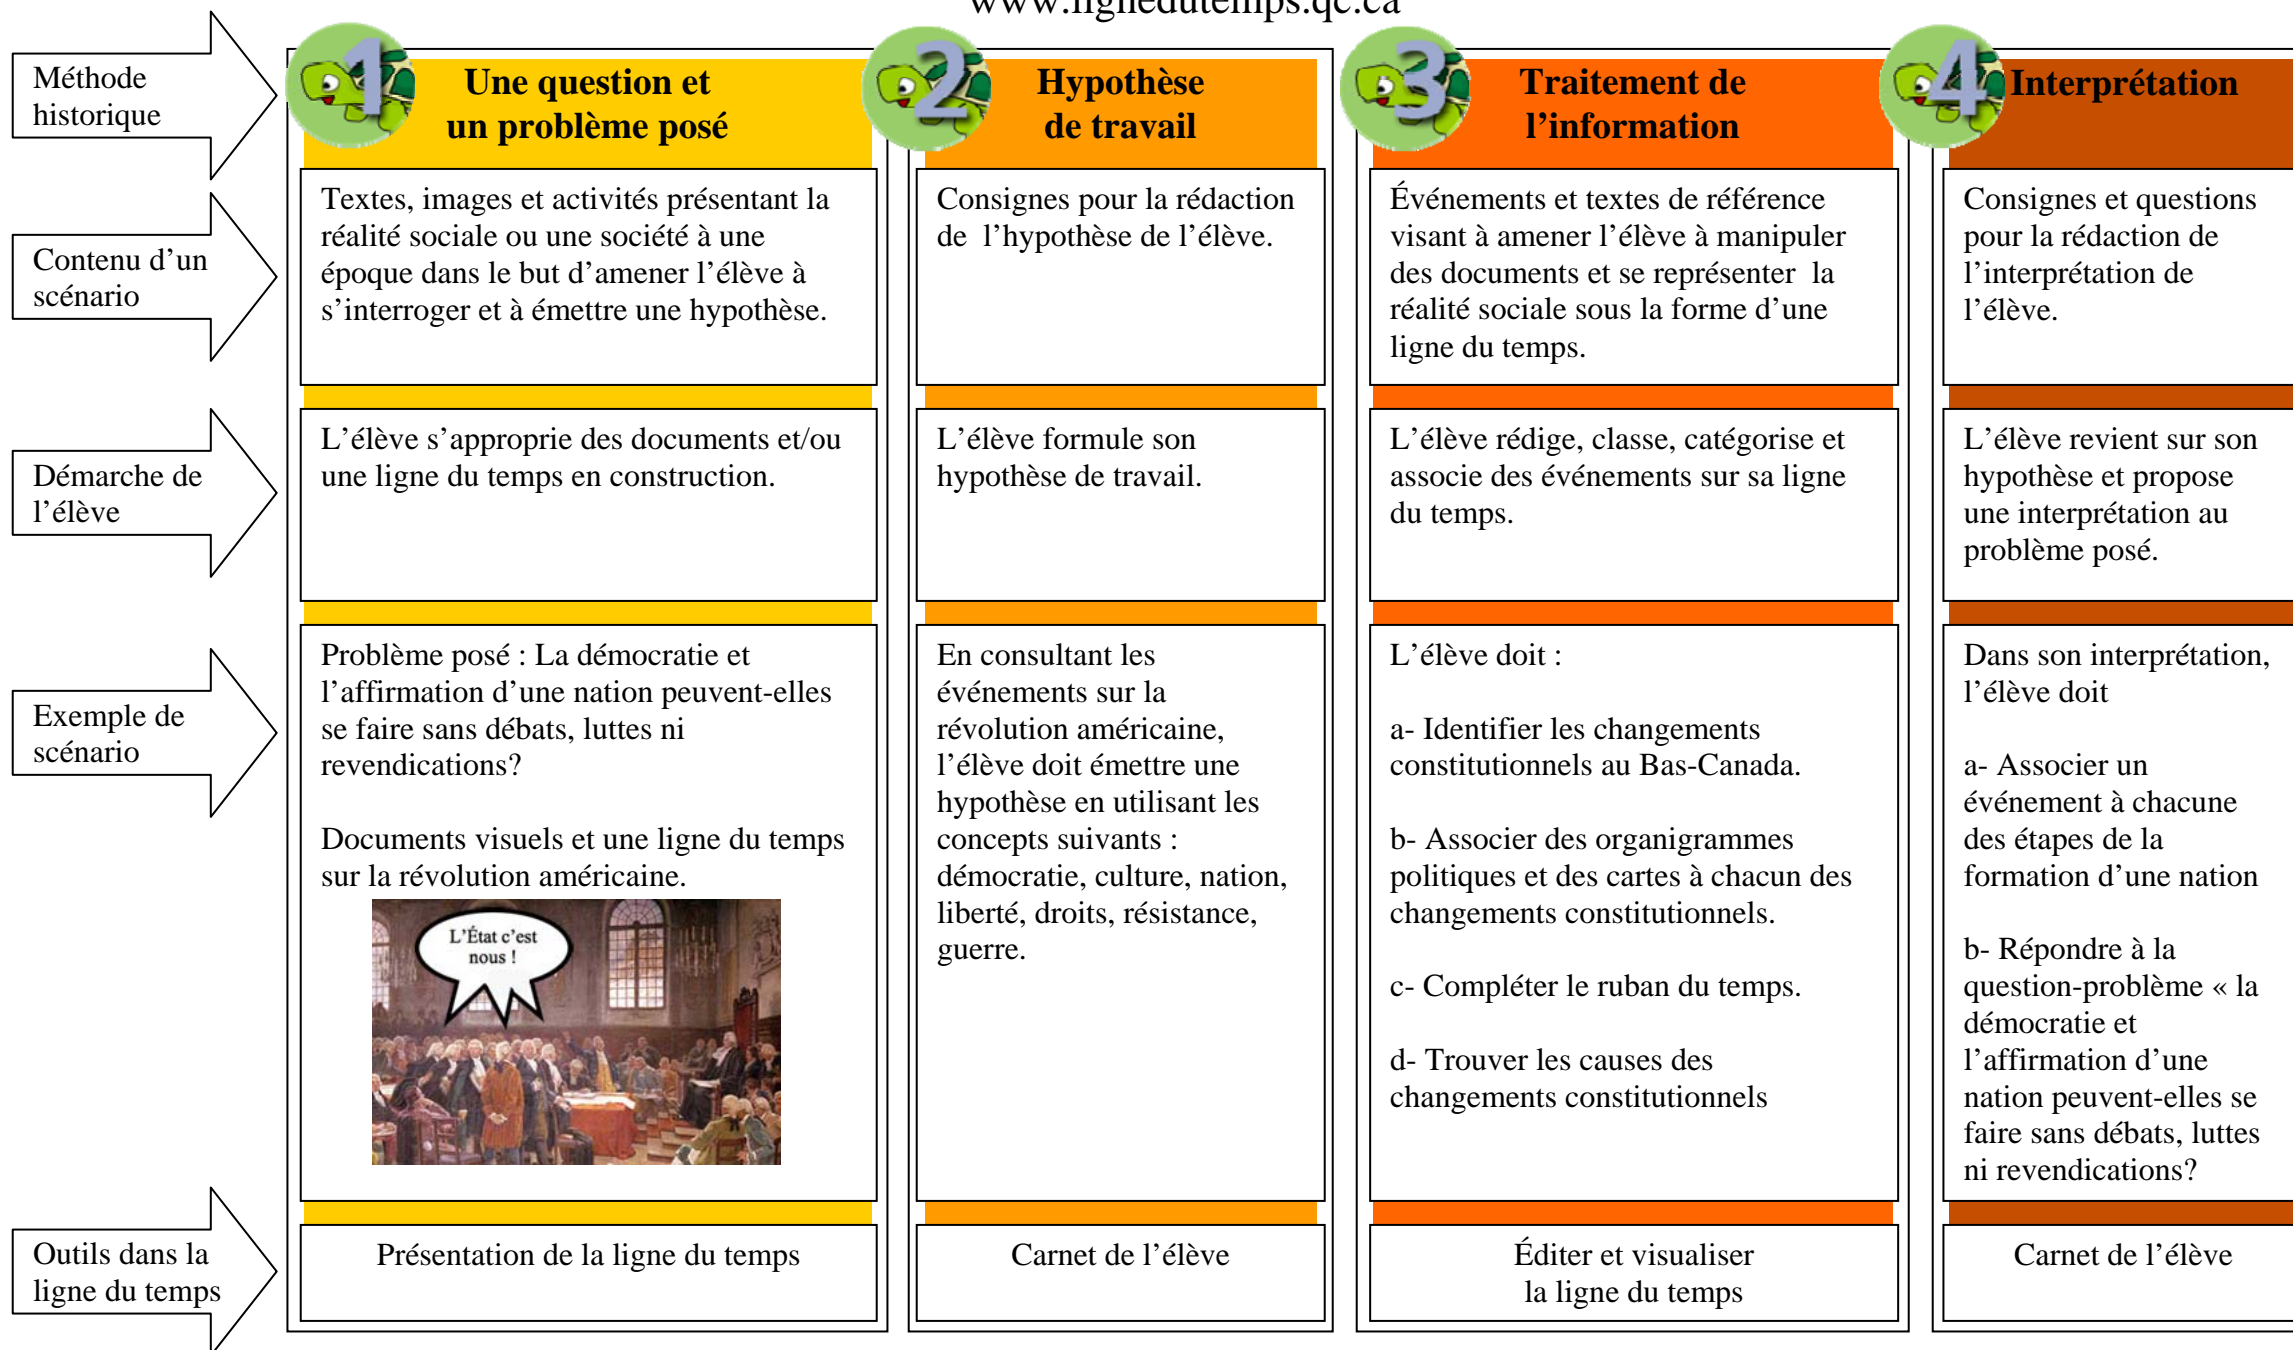 www.lignedutemps.qc.ca
Méthode
historique
1
Une question et
un problème posé
2
Hypothèse
de travail
3
Traitement de
l’information
4
Interprétation
Contenu d’un
scénario
Textes, images et activités présentant la
réalité sociale ou une société à une
époque dans le but d’amener l’élève à
s’interroger et à émettre une hypothèse.
Consignes pour la rédaction
de l’hypothèse de l’élève.
Événements et textes de référence
visant à amener l’élève à manipuler
des documents et se représenter la
réalité sociale sous la forme d’une
ligne du temps.
Consignes et questions
pour la rédaction de
l’interprétation de
l’élève.
Démarche de
l’élève
L’élève s’approprie des documents et/ou
une ligne du temps en construction.
L’élève formule son
hypothèse de travail.
L’élève rédige, classe, catégorise et
associe des événements sur sa ligne
du temps.
L’élève revient sur son
hypothèse et propose
une interprétation au
problème posé.
Exemple de
scénario
Problème posé : La démocratie et
l’affirmation d’une nation peuvent-elles
se faire sans débats, luttes ni
revendications?
Documents visuels et une ligne du temps
sur la révolution américaine.
L'État c'est
nous !
En consultant les
événements sur la
révolution américaine,
l’élève doit émettre une
hypothèse en utilisant les
concepts suivants :
démocratie, culture, nation,
liberté, droits, résistance,
guerre.
L’élève doit :
a- Identifier les changements
constitutionnels au Bas-Canada.
b- Associer des organigrammes
politiques et des cartes à chacun des
changements constitutionnels.
c- Compléter le ruban du temps.
d- Trouver les causes des
changements constitutionnels
Dans son interprétation,
l’élève doit
a- Associer un
événement à chacune
des étapes de la
formation d’une nation
b- Répondre à la
question-problème « la
démocratie et
l’affirmation d’une
nation peuvent-elles se
faire sans débats, luttes
ni revendications?
Outils dans la
ligne du temps
Présentation de la ligne du temps
Carnet de l’élève
Éditer et visualiser
la ligne du temps
Carnet de l’élève